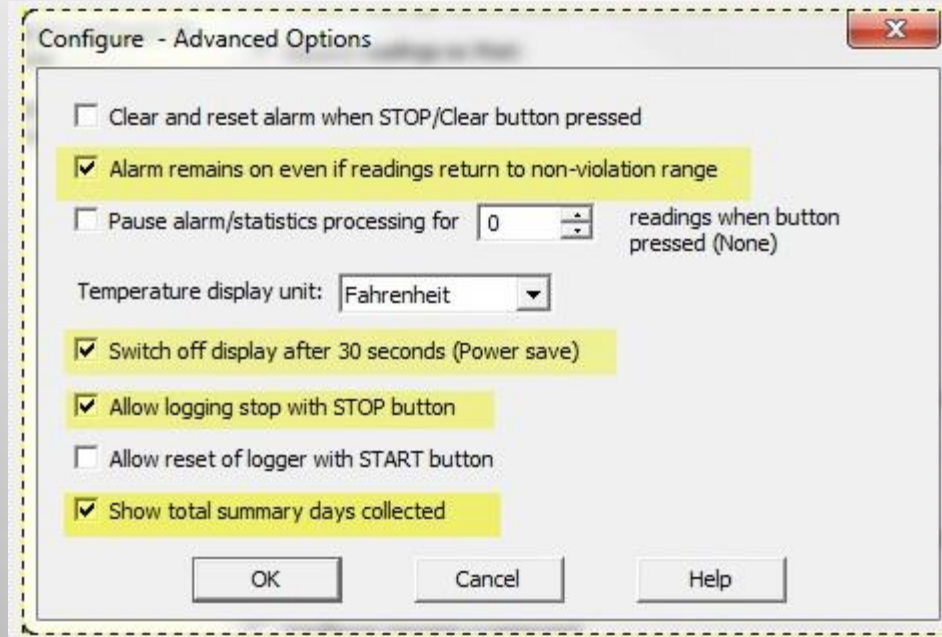 Configure - Advanced Options
Clear and reset alarm when STOP/Clear button pressed
Alarm remains on even if readings return to non-violation range
Pause alarm/statistics processing for 0 readings when button
pressed (None)
Temperature display unit: Fahrenheit
Switch off display after 30 seconds (Power save)
Allow logging stop with STOP button
Allow reset of logger with START button
Show total summary days collected
OK Cancel Help